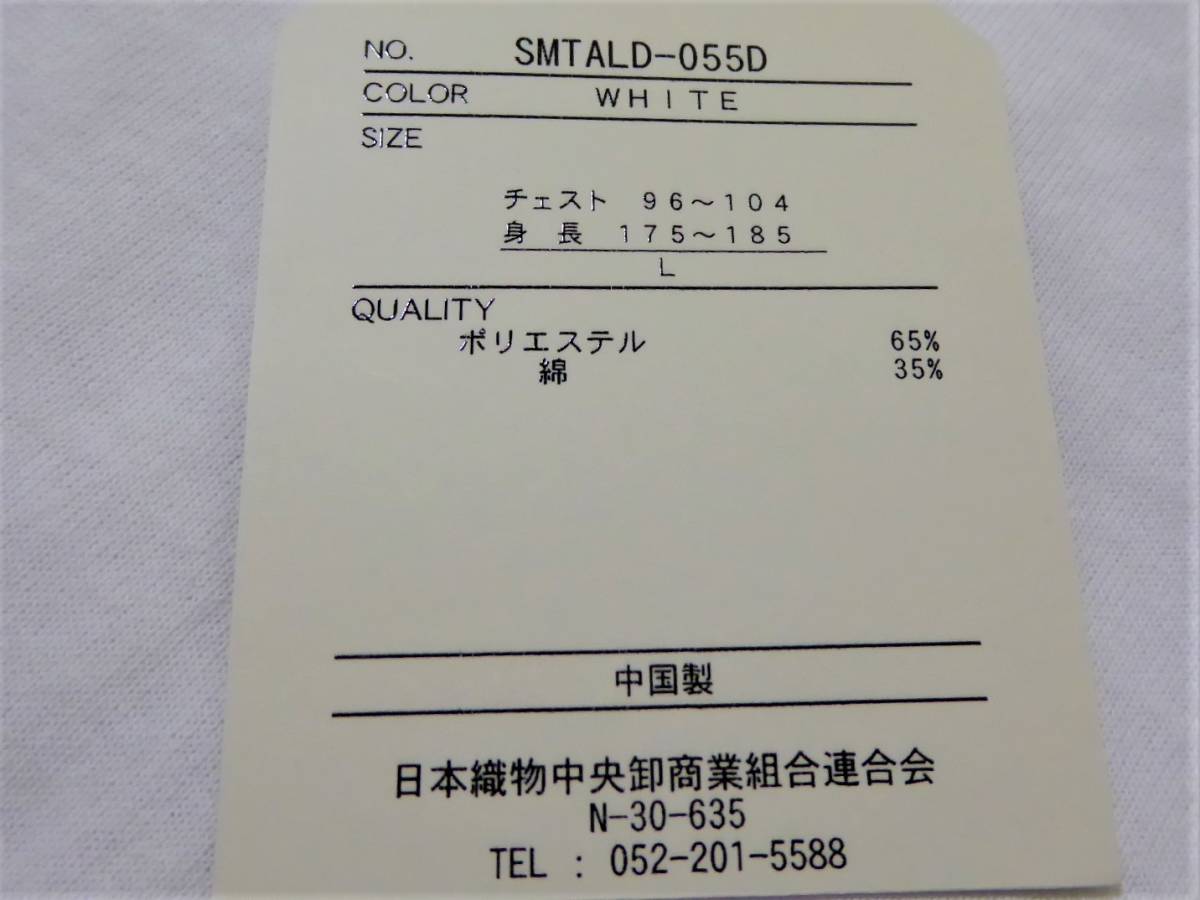 NO. SMTALD-055D
COLOR WHITE
SIZE
チェスト 96～104
身 長 175～185
L
QUALITY
ポリエステル 65%
綿 35%
中国製
日本織物中央卸商業組合連合会
N-30-635
TEL : 052-201-5588